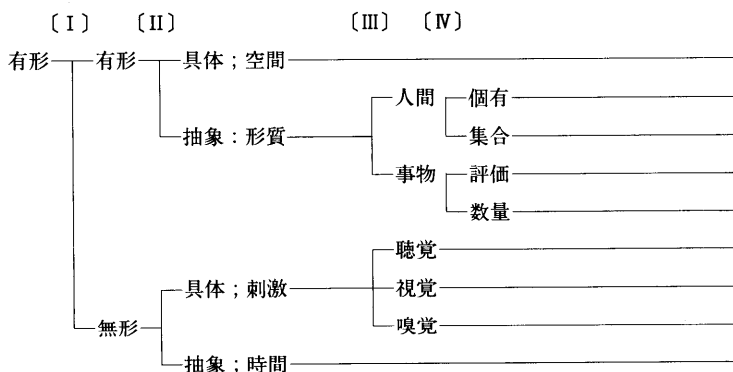 〔Ⅰ〕 〔Ⅱ〕 〔Ⅲ〕 〔Ⅳ〕
有形 有形 具体；空間
人間 個有
抽象：形質
集合
事物 評価
数量
聴覚
具体；刺激 視覚
無形
嗅覚
抽象；時間